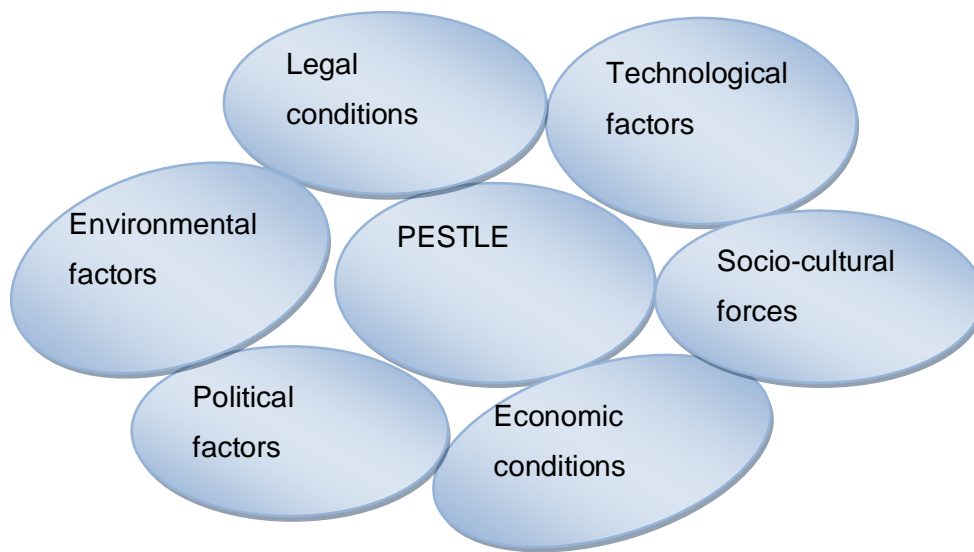 Legal
conditions
Technological
factors
Environmental
factors
PESTLE
Socio-cultural
forces
Political
factors
Economic
conditions